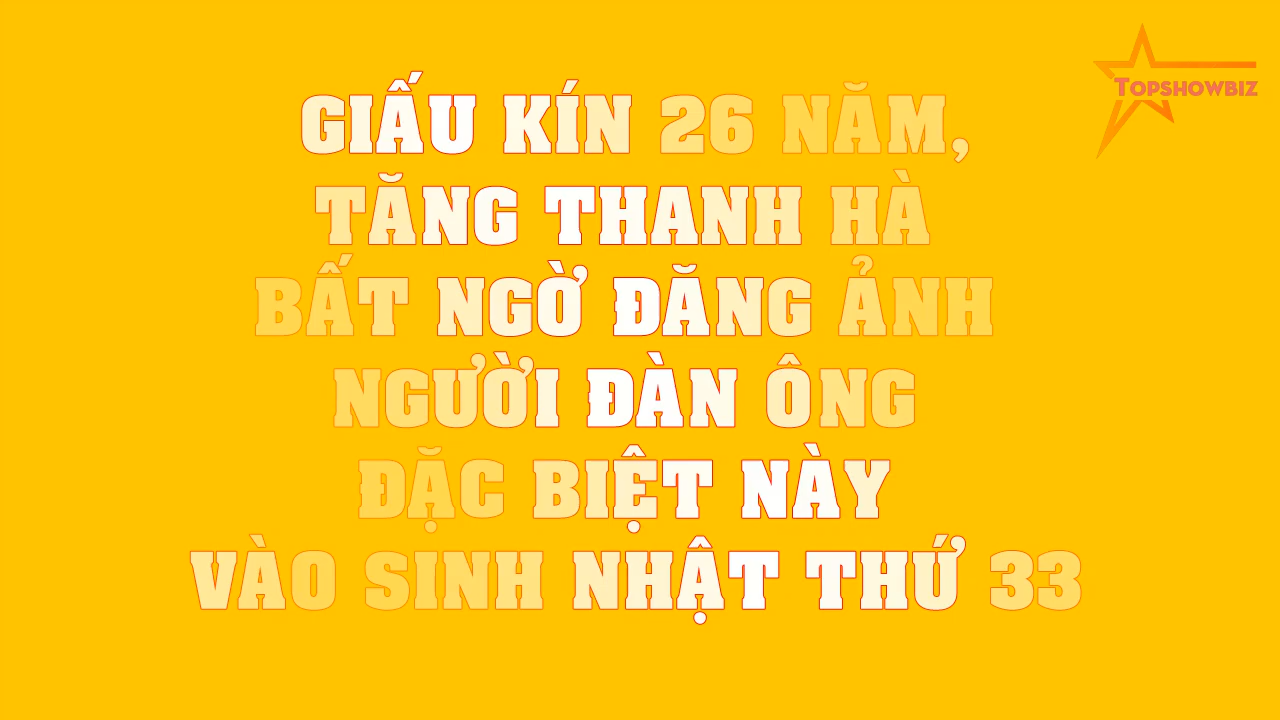 TOPSHOWBIZ
GIẤU KÍN 26 NĂM,
TĂNG THANH HÀ
BẤT NGỜ ĐĂNG ẢNH
NGƯỜI ĐÀN ÔNG
ĐẶC BIỆT NÀY
VÀO SINH NHẬT THỨ 33